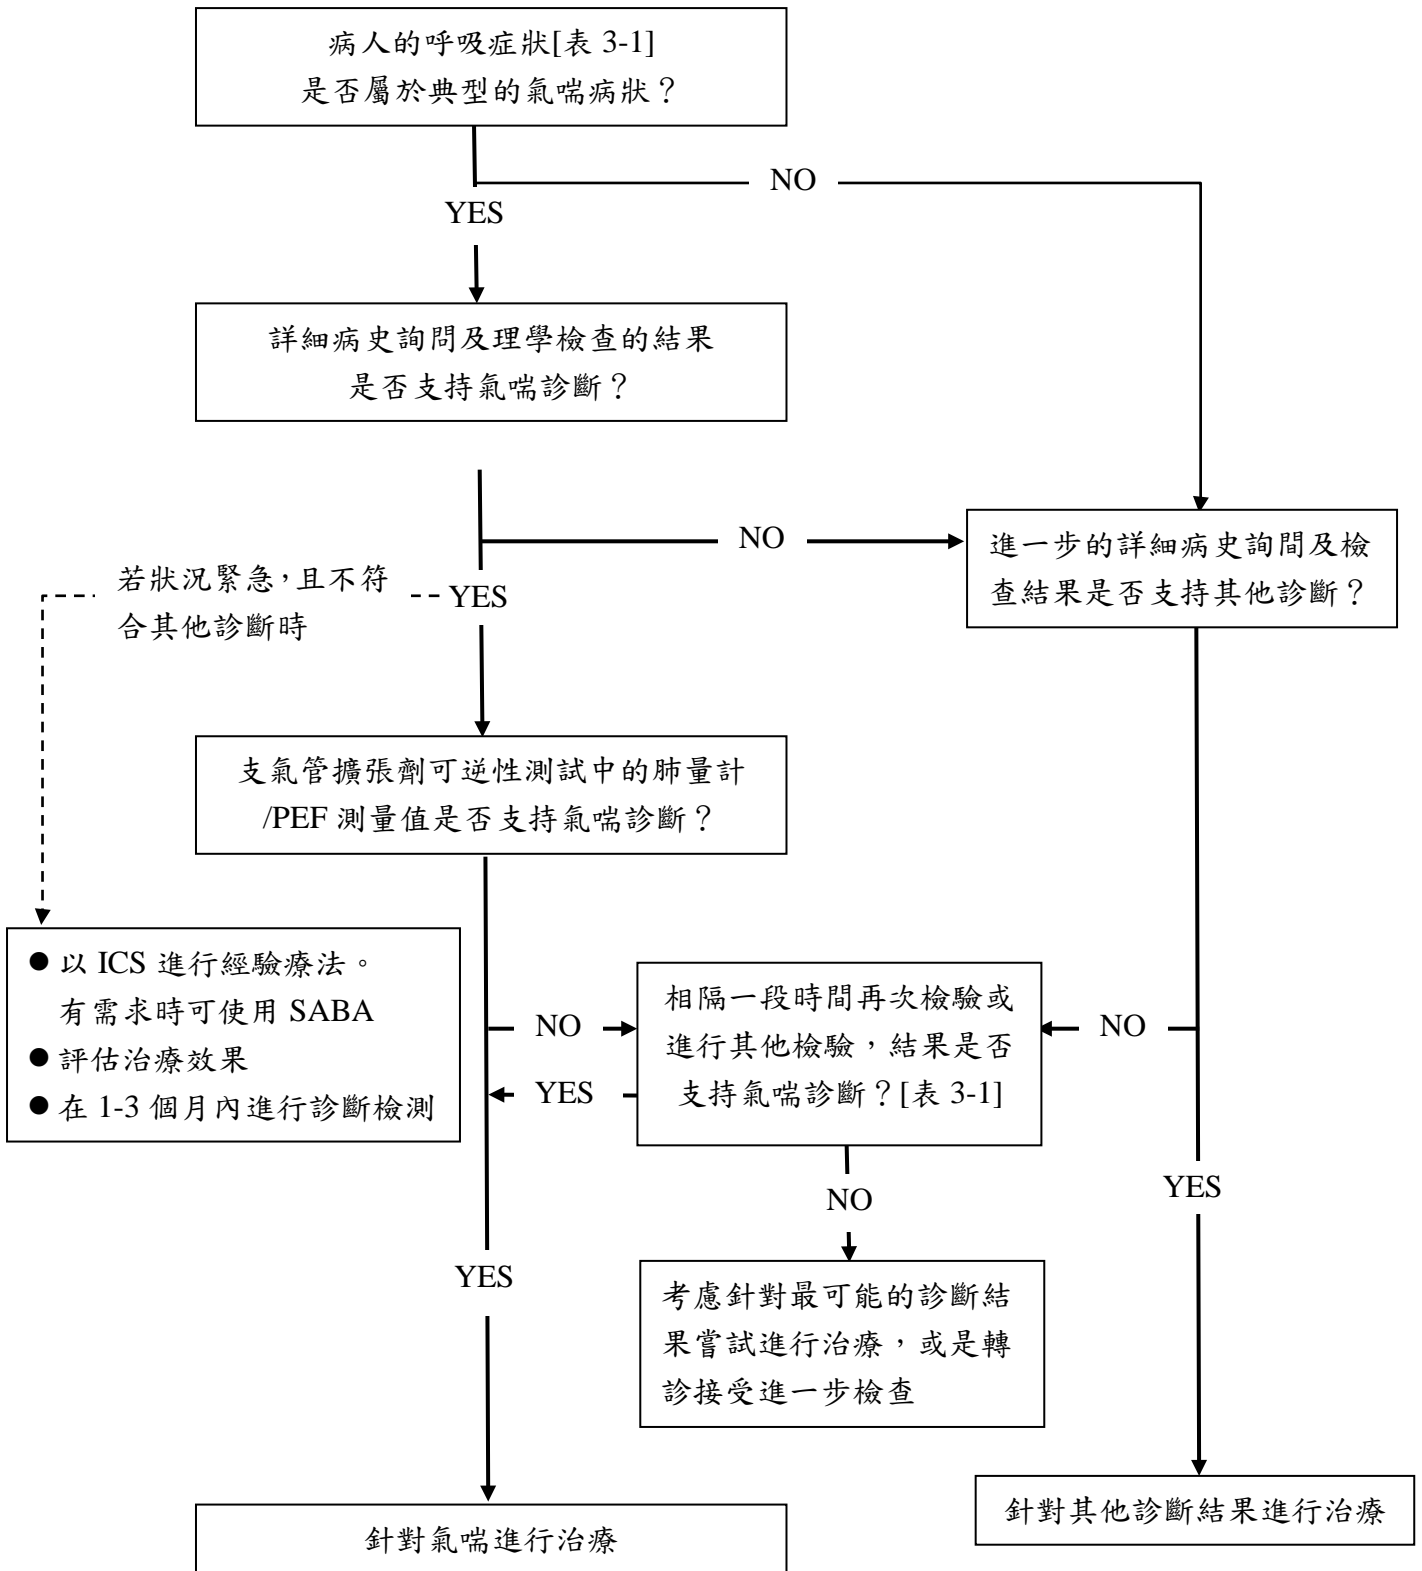 病人的呼吸症狀[表 3-1]
是否屬於典型的氣喘病狀？
NO
YES
詳細病史詢問及理學檢查的結果
是否支持氣喘診斷？
NO
進一步的詳細病史詢間及檢
查結果是否支持其他診斷？
若狀況緊急，且不符
合其他診斷時
YES
支氣管擴張劑可逆性測試中的肺量計
/PEF 測量值是否支持氣喘診斷？
● 以 ICS 進行經驗療法。
有需求時可使用 SABA
● 評估治療效果
● 在 1-3 個月內進行診斷檢測
NO
YES
相隔一段時間再次檢驗或
進行其他檢驗，結果是否
支持氣喘診斷？[表 3-1]
NO
NO
YES
YES
考慮針對最可能的診斷結
果嘗試進行治療，或是轉
診接受進一步檢查
針對其他診斷結果進行治療
針對氣喘進行治療